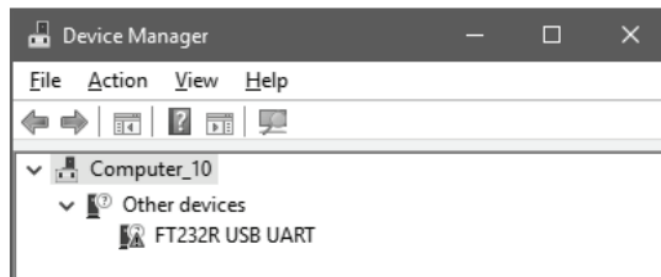 Device Manager
File Action View Help
Computer_10
Other devices
FT232R USB UART